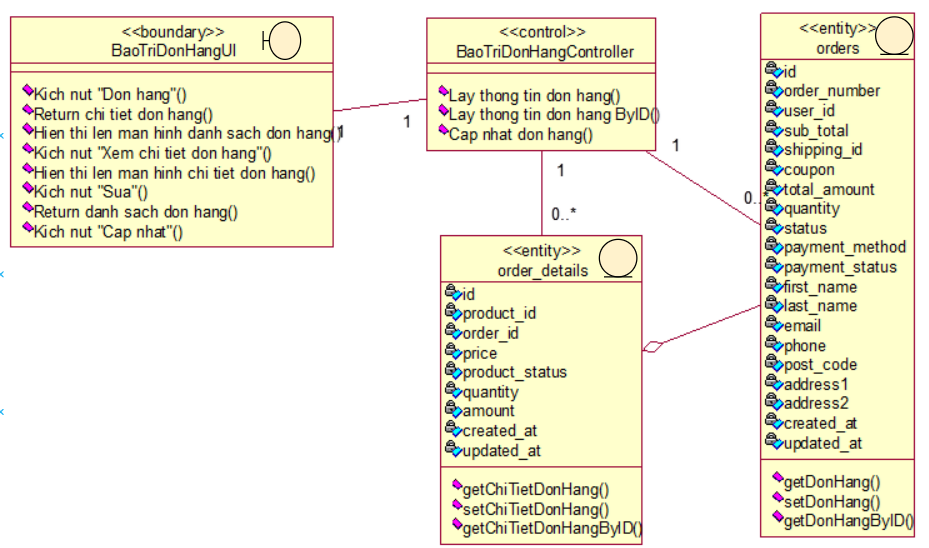 <<boundary>>
BaoTriDonHangUI
Kich nut "Don hang"()
Return chi tiet don hang()
Hien thi len man hinh danh sach don hang()
Kich nut "Xem chi tiet don hang"()
Hien thi len man hinh chi tiet don hang()
Kich nut "Sua"()
Return danh sach don hang()
Kich nut "Cap nhat"()
1
1
<<control>>
BaoTriDonHangController
Lay thong tin don hang()
Lay thong tin don hang ByID()
Cap nhat don hang()
1
0..*
1
0..*
<<entity>>
order_details
id
product_id
order_id
price
product_status
quantity
amount
created_at
updated_at
getChiTietDonHang()
setChiTietDonHang()
getChiTietDonHangByID()
<<entity>>
orders
id
order_number
user_id
sub_total
shipping_id
coupon
total_amount
quantity
status
payment_method
payment_status
first_name
last_name
email
phone
post_code
address1
address2
created_at
updated_at
getDonHang()
setDonHang()
getDonHangByID()